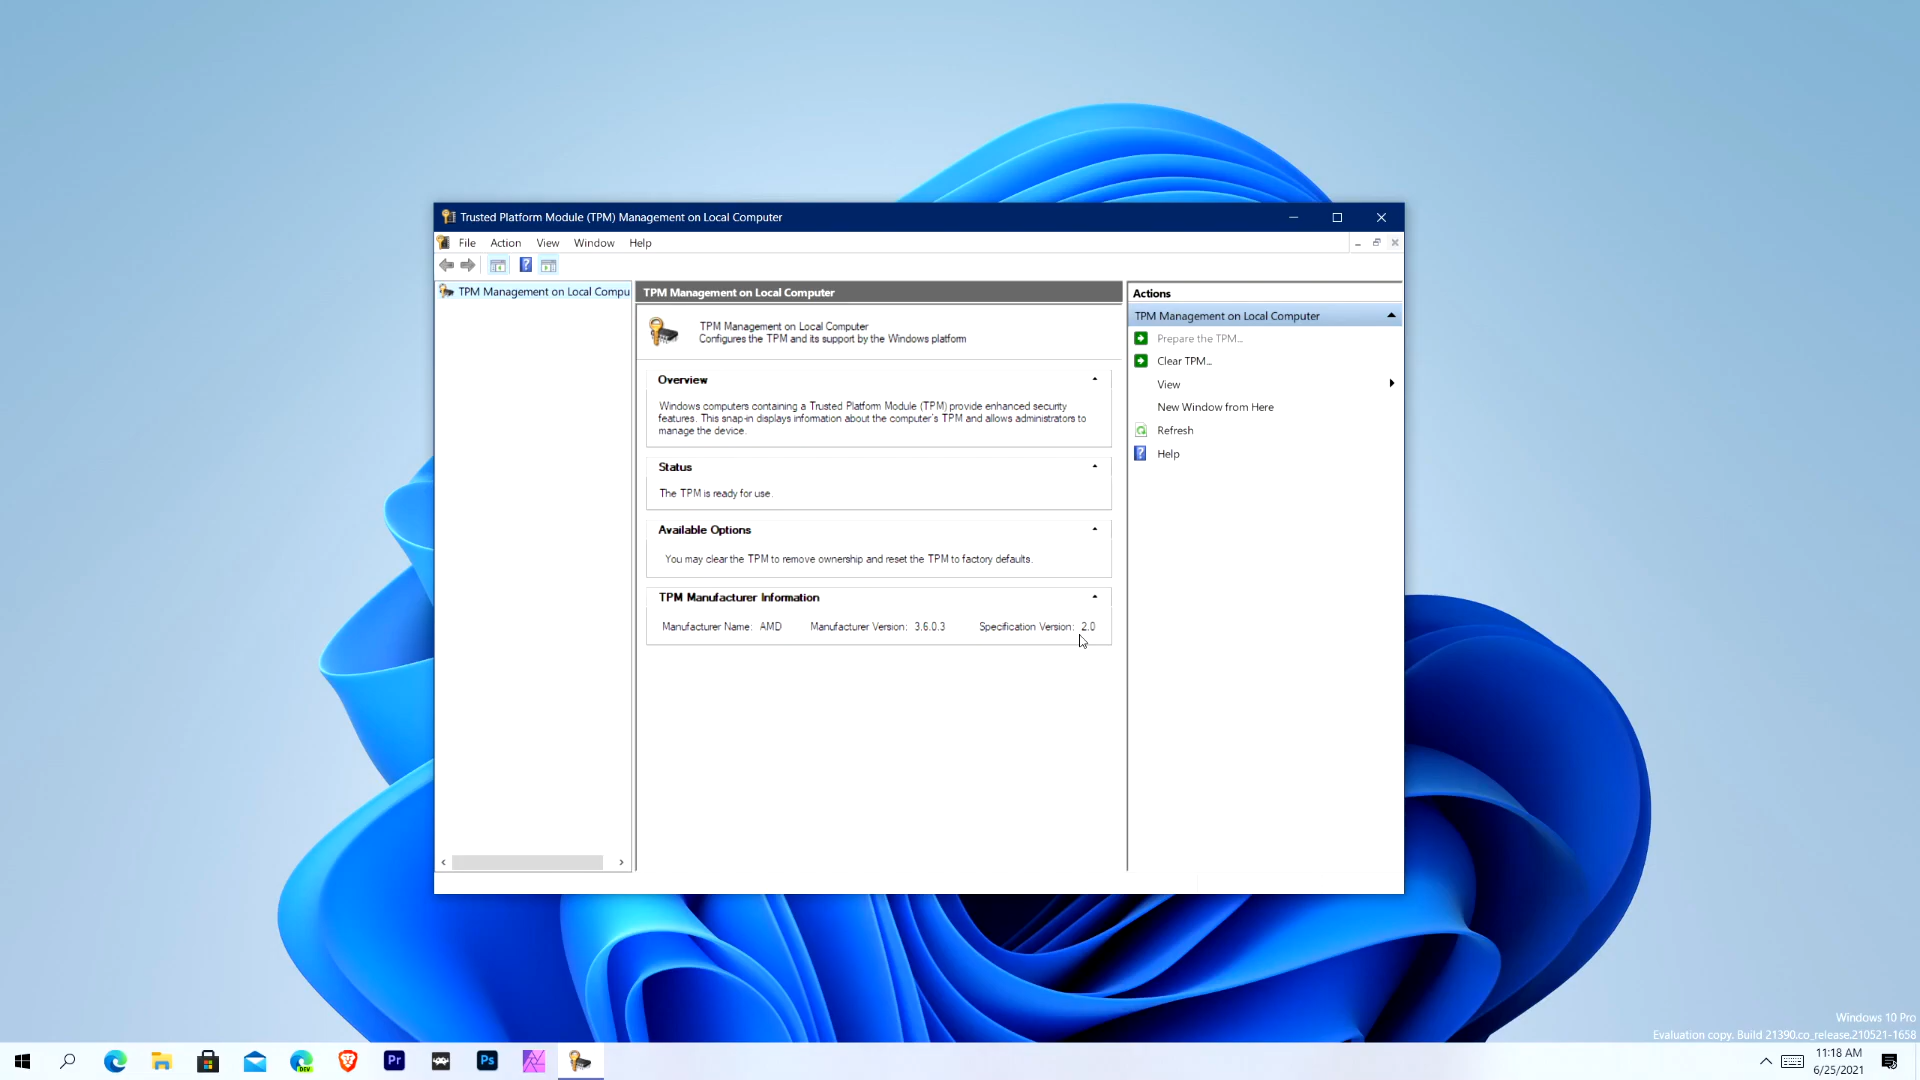 Trusted Platform Module (TPM) Management on Local Computer
File Action View Window Help
TPM Management on Local Compu
TPM Management on Local Computer
TPM Management on Local Computer
Configures the TPM and its support by the Windows platform
Overview
Windows computers containing a Trusted Platform Module (TPM) provide enhanced security
features. This snap-in displays information about the computer's TPM and allows administrators to
manage the device.
Status
The TPM is ready for use.
Available Options
You may clear the TPM to remove ownership and reset the TPM to factory defaults.
TPM Manufacturer Information
Manufacturer Name: AMD Manufacturer Version: 3.6.0.3 Specification Version: 2.0
Actions
TPM Management on Local Computer
Prepare the TPM...
Clear TPM...
View
New Window from Here
Refresh
Help
Windows 10 Pro
Evaluation copy. Build 21390.co_release.210521-1658
DEV
Pr
Ps
11:18 AM
6/25/2021